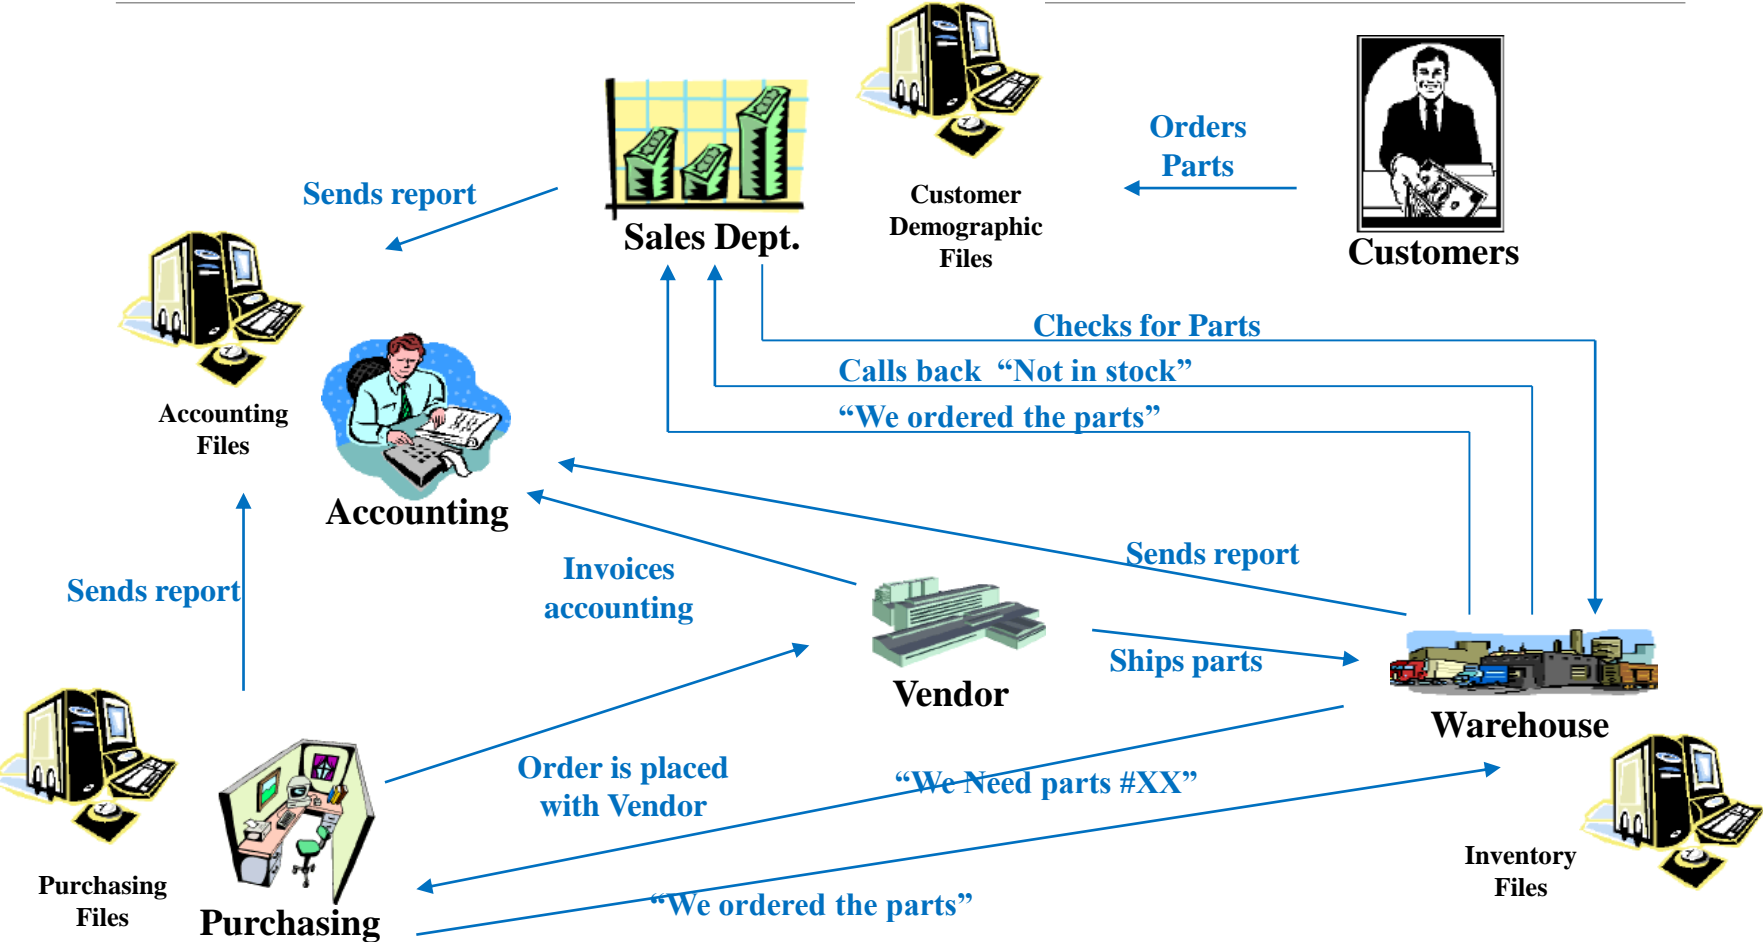 Orders
Parts
Customer
Demographic
Files
Sends report
Sales Dept.
Customers
Checks for Parts
Calls back “Not in stock”
“We ordered the parts”
Accounting
Files
Accounting
Sends report
Invoices
accounting
Sends report
Ships parts
Vendor
Warehouse
Order is placed
with Vendor
“We Need parts #XX”
Inventory
Files
Purchasing
Files
“We ordered the parts”
Purchasing